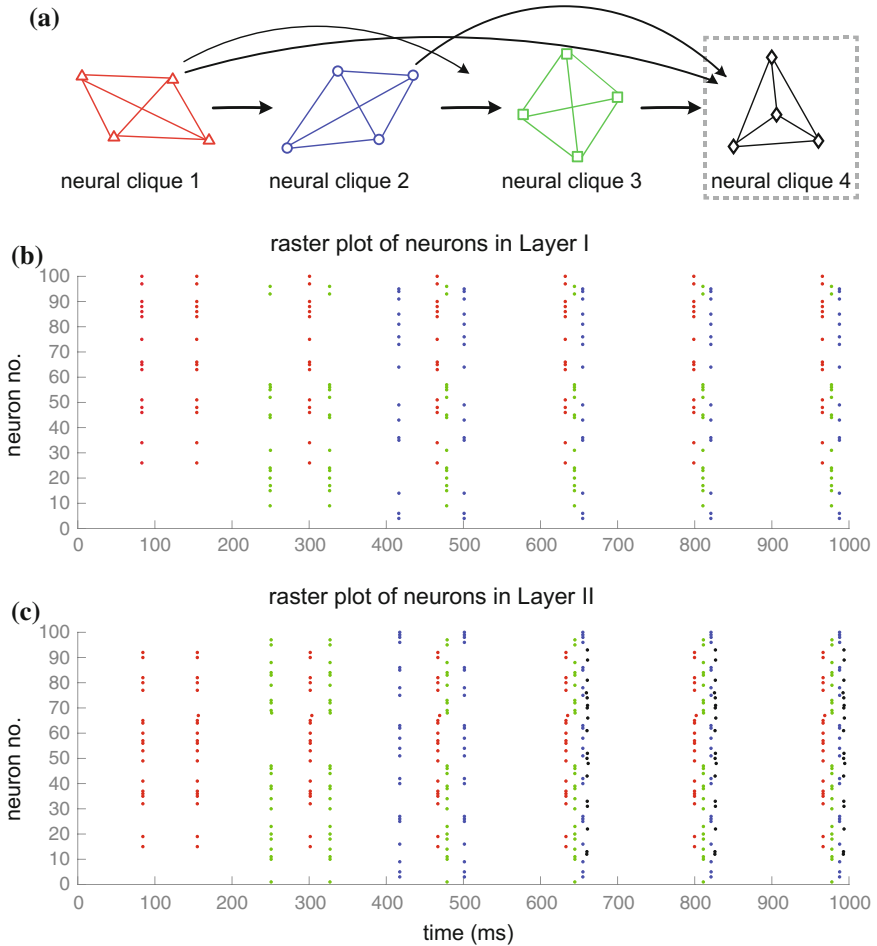 (a)
neural clique 1
neural clique 2
neural clique 3
neural clique 4
(b)
raster plot of neurons in Layer I
neuron no.
100
90
80
70
60
50
40
30
20
10
0
0 100 200 300 400 500 600 700 800 900 1000
(c)
raster plot of neurons in Layer II
neuron no.
100
90
80
70
60
50
40
30
20
10
0
0 100 200 300 400 500 600 700 800 900 1000
time (ms)